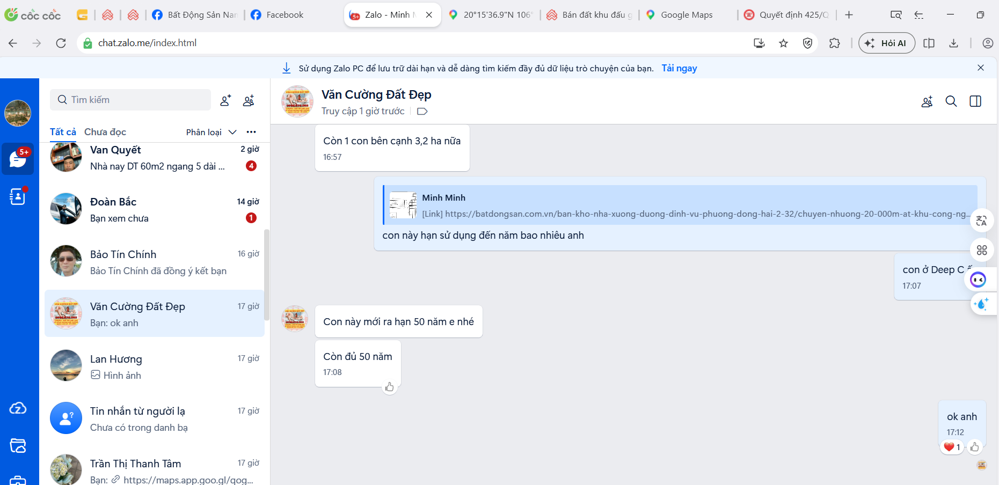 cốc cốc
Bất Động Sản Nam
Facebook
5+
Zalo - Minh M
20°15'36.9"N 106°
Bán đất khu đấu g
Google Maps
Quyết định 425/Q
chat.zalo.me/index.html
Hỏi AI
Sử dụng Zalo PC để lưu trữ dài hạn và dễ dàng tìm kiếm đầy đủ dữ liệu trò chuyện của bạn. Tải ngay
Tìm kiếm
Tất cả
Chưa đọc
Phân loại
5+
Van Quyết
2 giờ
Nhà nay DT 60m2 ngang 5 dài ...
4
Đoàn Bắc
14 giờ
Bạn xem chưa
1
Bảo Tín Chính
16 giờ
Bảo Tín Chính đã đồng ý kết bạn
Văn Cường Đất Đẹp
17 giờ
Bạn: ok anh
Lan Hương
17 giờ
Hình ảnh
Tin nhắn từ người lạ
17 giờ
Chưa có trong danh bạ
Trần Thị Thanh Tâm
17 giờ
Bạn: https://maps.app.goo.gl/qog...
Văn Cường Đất Đẹp
Truy cập 1 giờ trước
Còn 1 con bên cạnh 3,2 ha nữa
16:57
Minh Minh
[Link] https://batdongsan.com.vn/ban-kho-nha-xuong-duong-dinh-vu-phuong-dong-hai-2-32/chuyen-nhuong-20-000m-at-khu-cong-ng...
con này hạn sử dụng đến năm bao nhiêu anh
con ở Deep C
17:07
Con này mới ra hạn 50 năm e nhé
Còn đủ 50 năm
17:08
ok anh
17:12
1